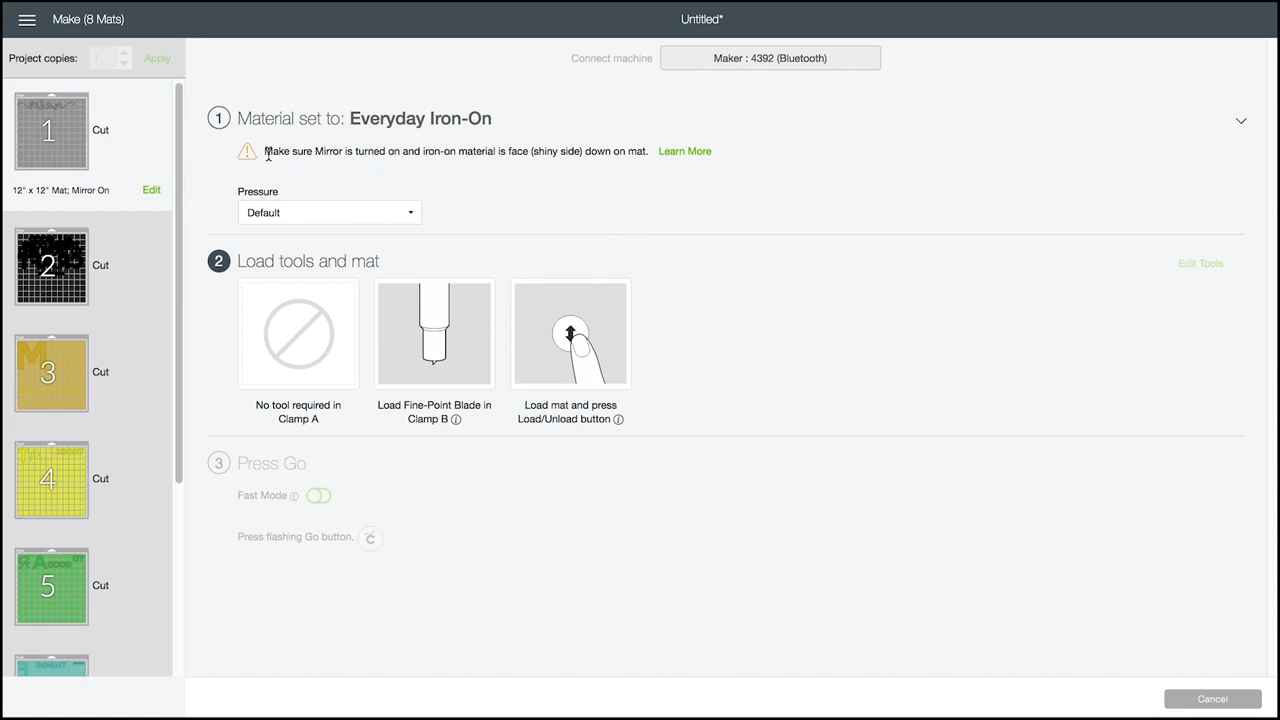 Make (8 Mats)
Untitled*
Project copies: 1 Apply
Connect machine Maker : 4392 (Bluetooth)
1 Cut
12" x 12" Mat; Mirror On Edit
2 Cut
3 Cut
4 Cut
5 Cut
1 Material set to: Everyday Iron-On
Make sure Mirror is turned on and iron-on material is face (shiny side) down on mat. Learn More
Pressure
Default
2 Load tools and mat
Edit Tools
No tool required in
Clamp A
Load Fine-Point Blade in
Clamp B
Load mat and press
Load/Unload button
3 Press Go
Fast Mode
Press flashing Go button.
Cancel